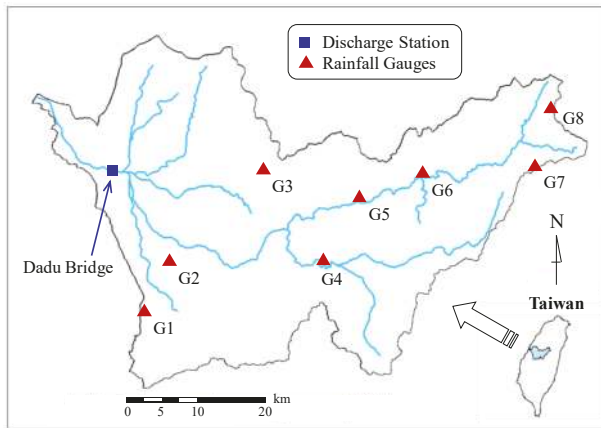 Discharge Station
Rainfall Gauges
G8
G3
G7
G6
G5
Dadu Bridge
G2
G4
N
G1
Taiwan
km
0 5 10 20